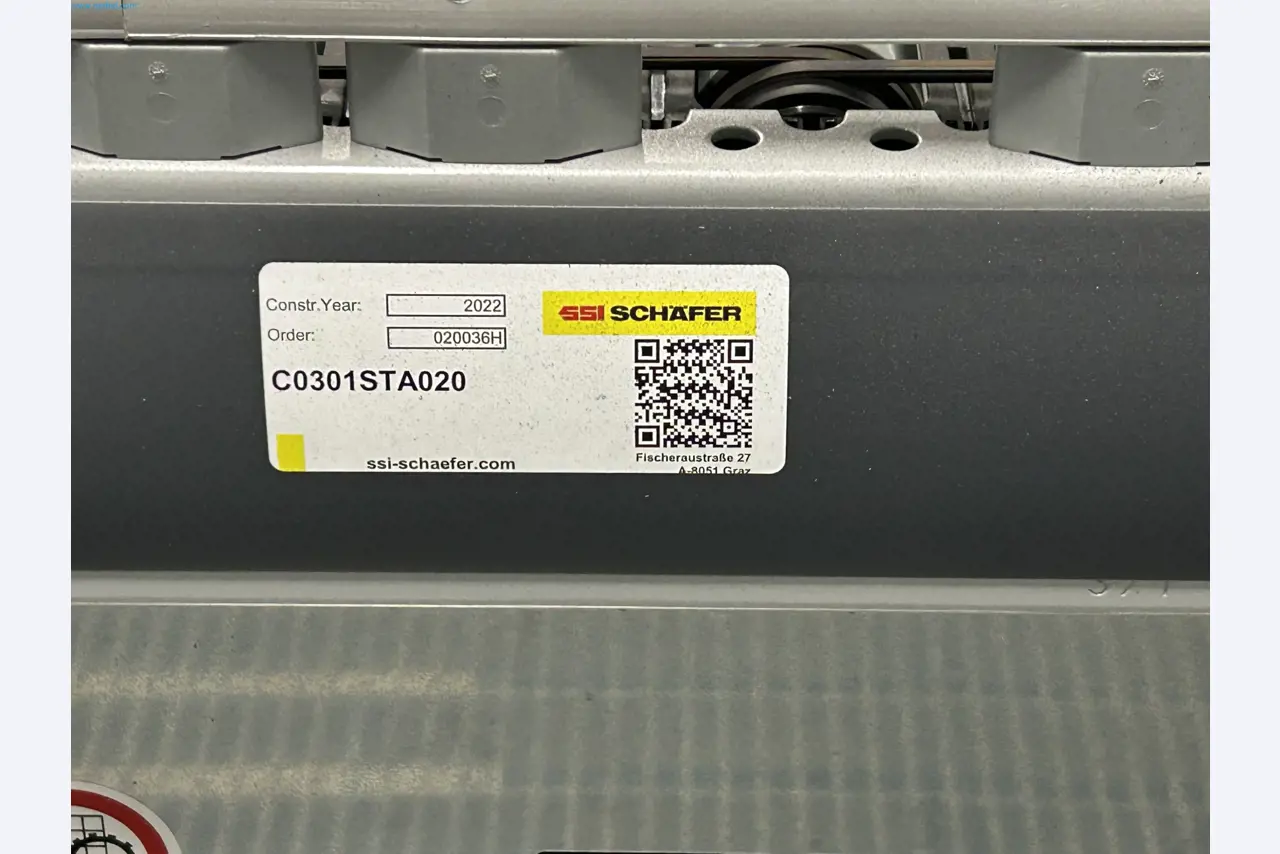 Constr.Year: 2022
Order: 020036H
C0301STA020
SSI SCHÄFER
ssi-schaefer.com
Fischeraustraße 27
A-8051 Graz